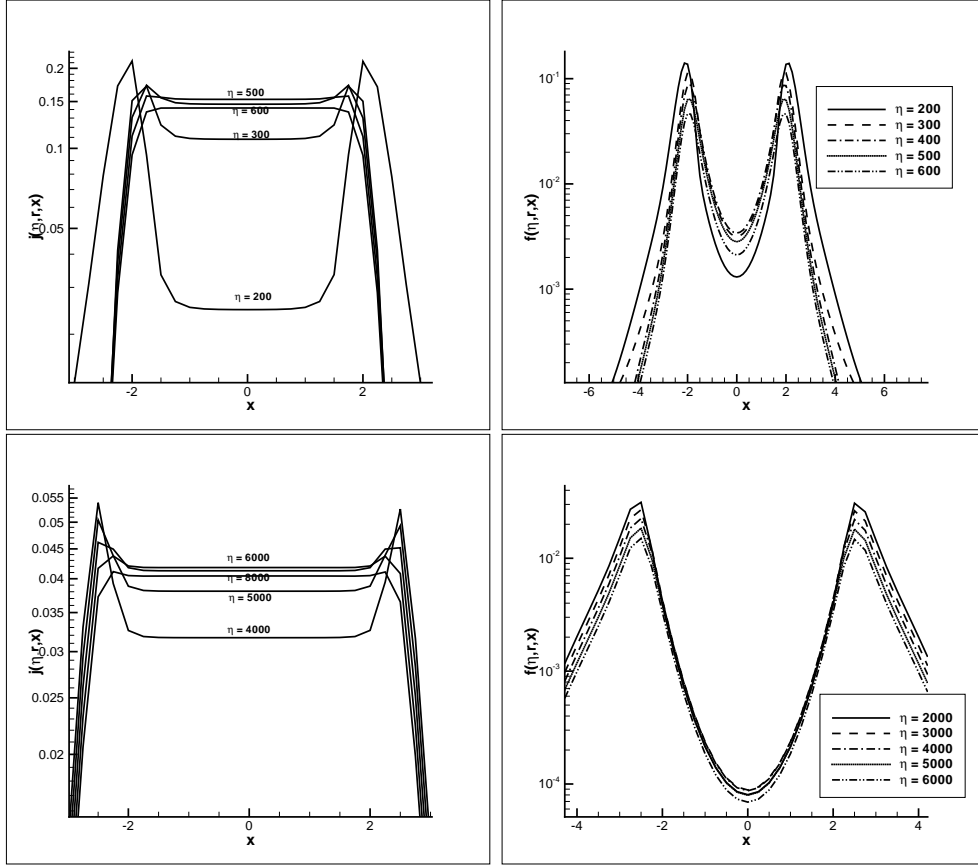 0.2
0.15
0.1
0.05
j(η,r,x)
η = 500
η = 600
η = 300
η = 200
-2 0 2
x
10⁻¹
10⁻²
10⁻³
f(η,r,x)
η = 200
η = 300
η = 400
η = 500
η = 600
-6 -4 -2 0 2 4 6
x
0.055
0.05
0.045
0.04
0.035
0.03
0.025
0.02
j(η,r,x)
η = 6000
η = 8000
η = 5000
η = 4000
-2 0 2
x
10⁻²
10⁻³
10⁻⁴
f(η,r,x)
η = 2000
η = 3000
η = 4000
η = 5000
η = 6000
-4 -2 0 2 4
x